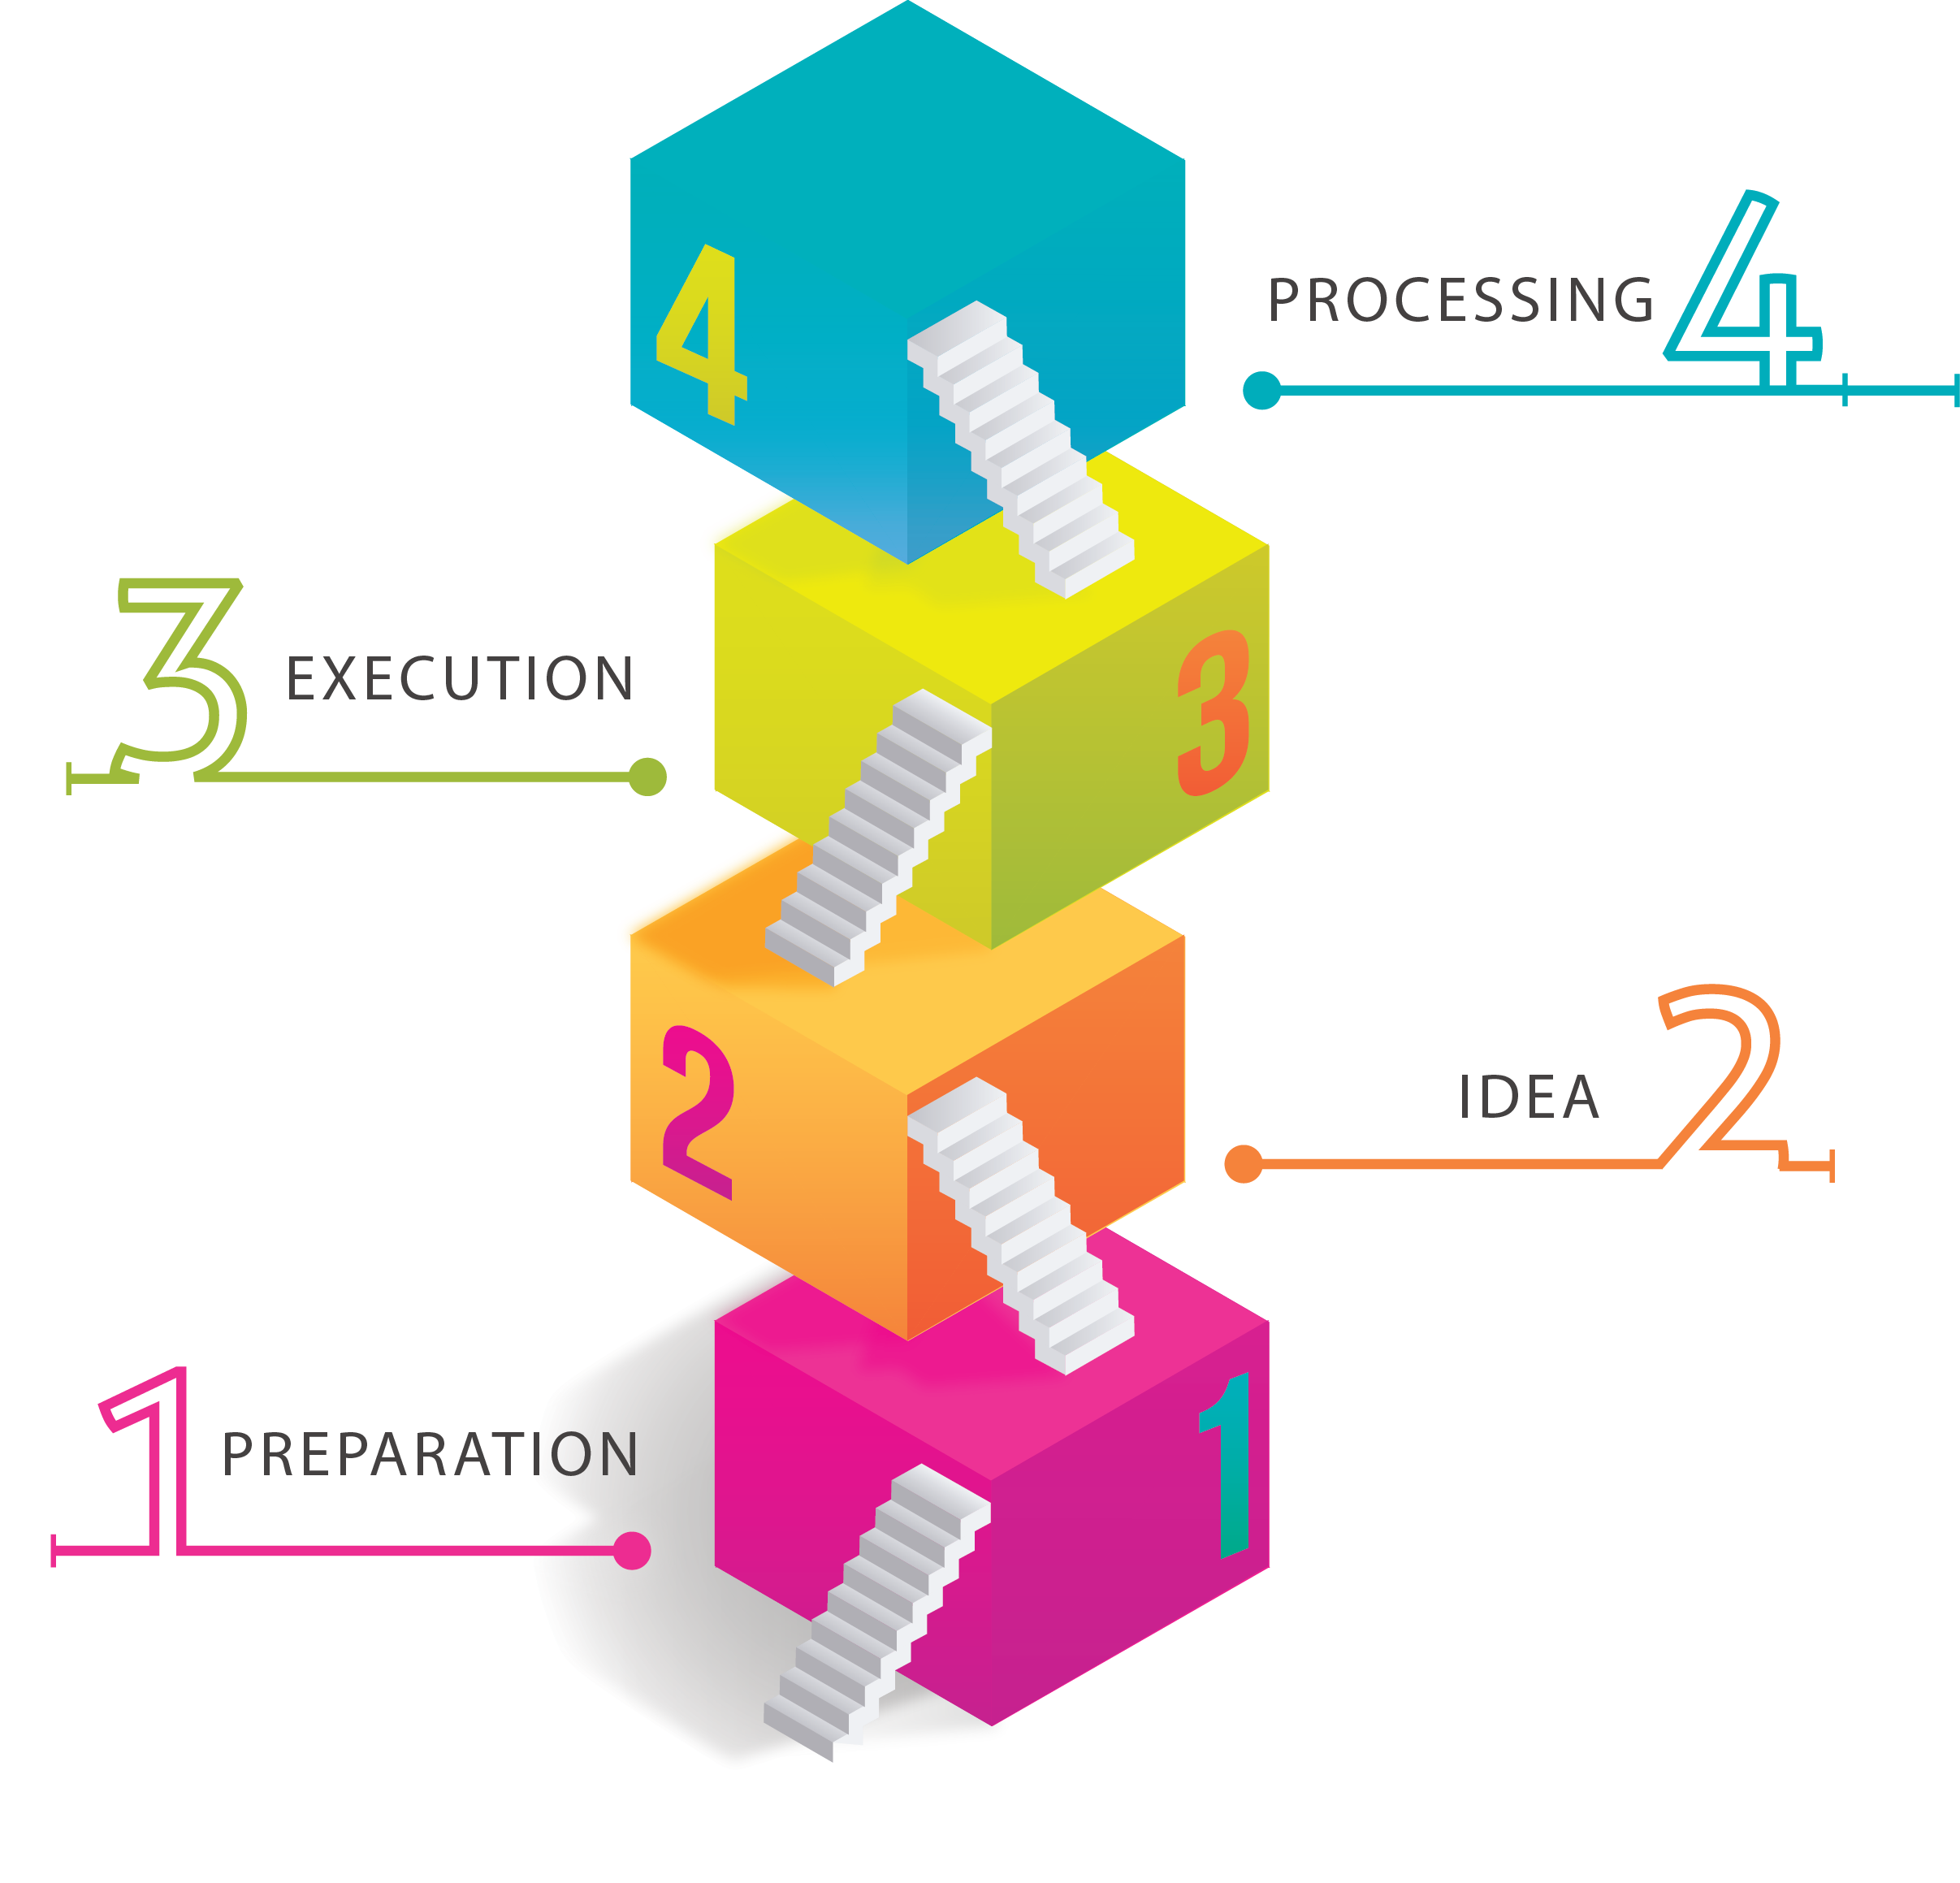 4
PROCESSING 4
3 EXECUTION
3
2
IDEA 2
1 PREPARATION
1